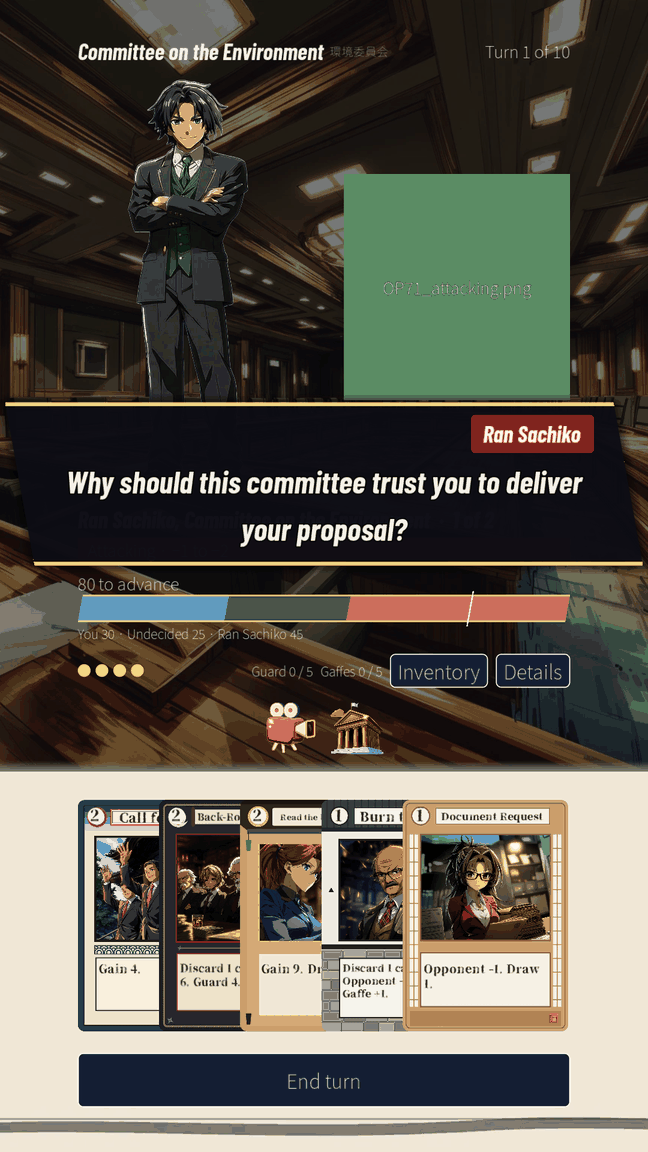 Committee on the Environment 環境委員会
Turn 1 of 10
OP71_attacking.png
Ran Sachiko
Why should this committee trust you to deliver
your proposal?
80 to advance
You 30 · Undecided 25 · Ran Sachiko 45
Guard 0 / 5 Gaffes 0 / 5
Inventory
Details
2 Call f
Gain 4.
2 Back-Ro
Discard 1 c
6. Guard 4.
2 Read the
Gain 9. Dr
1 Burn t
Discard 1 ca
Opponent -
Gaffe +1.
1 Document Request
Opponent -1. Draw
1.
End turn